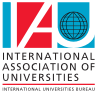 IAU
INTERNATIONAL
ASSOCIATION OF
UNIVERSITIES
INTERNATIONAL UNIVERSITIES BUREAU